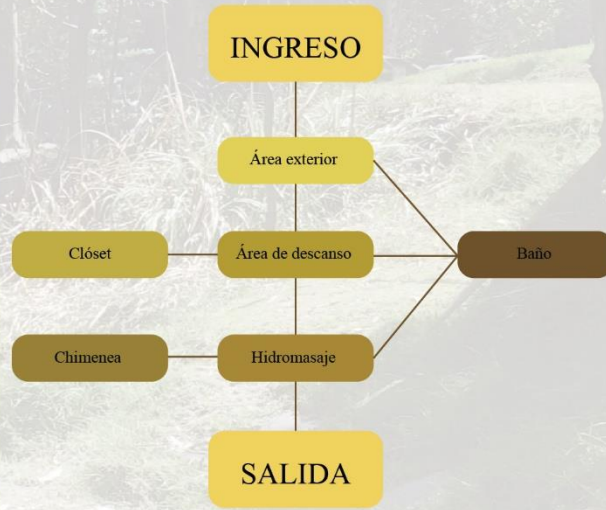 INGRESO
Área exterior
Clóset
Área de descanso
Baño
Chimenea
Hidromasaje
SALIDA